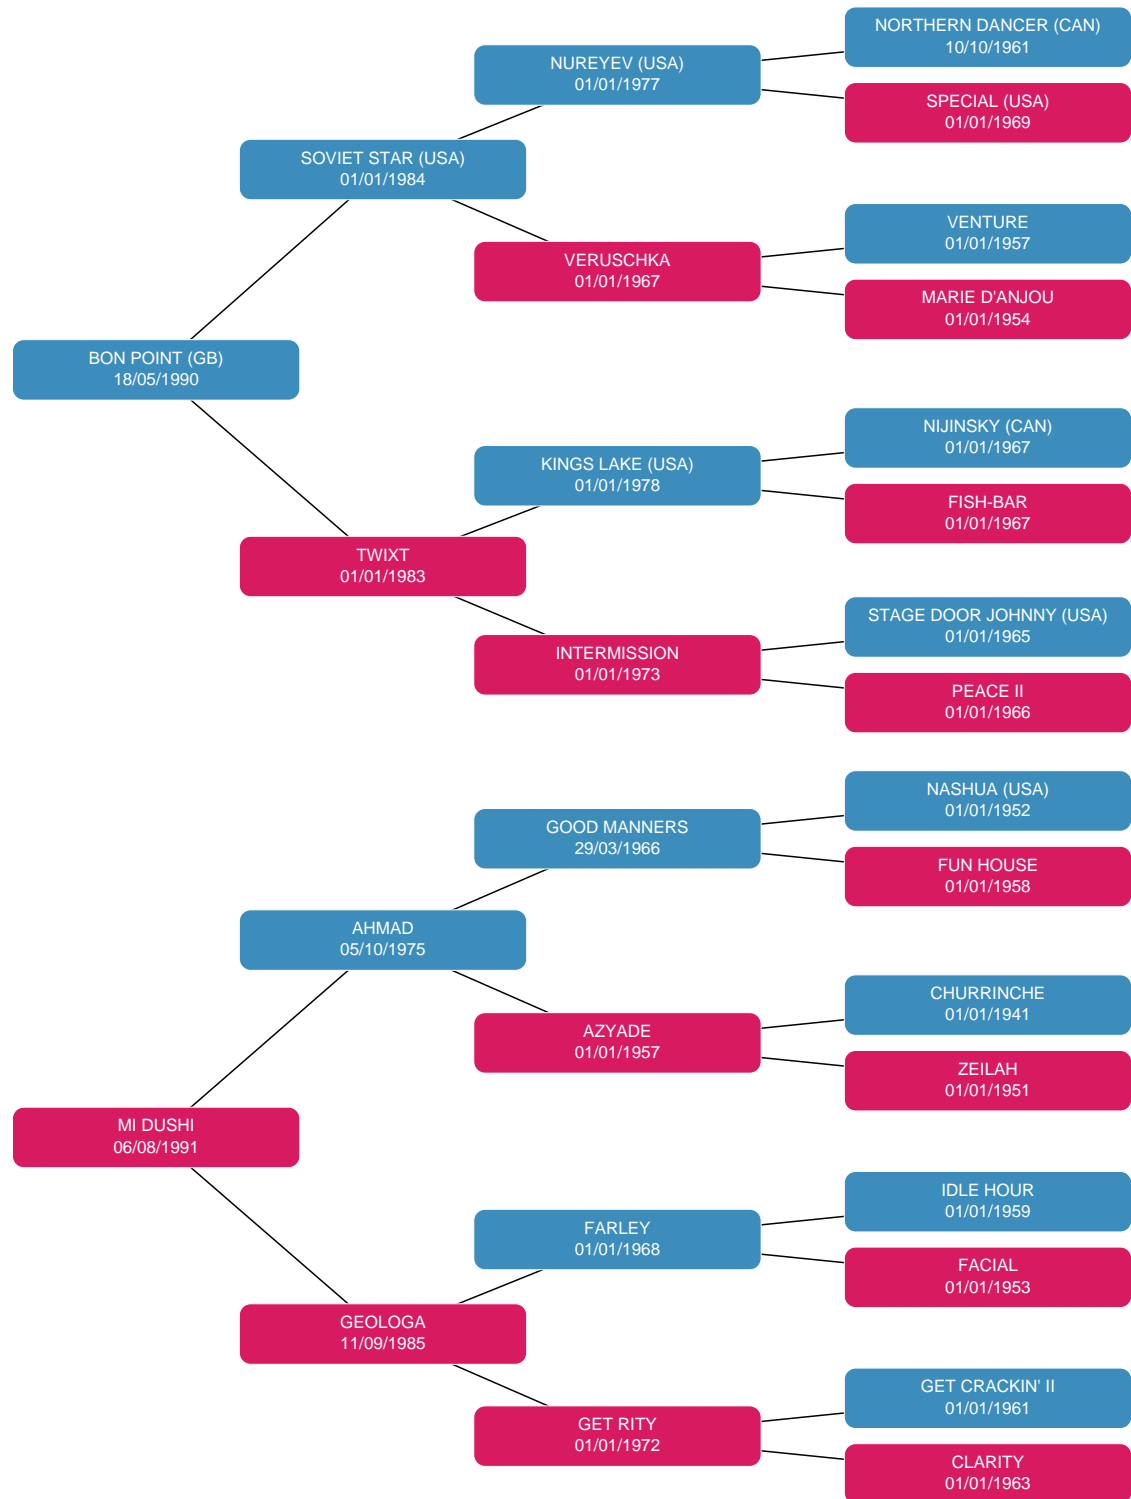 NORTHERN DANCER (CAN)
10/10/1961
NUREYEV (USA)
01/01/1977
SPECIAL (USA)
01/01/1969
SOVIET STAR (USA)
01/01/1984
VENTURE
01/01/1957
VERUSCHKA
01/01/1967
MARIE D'ANJOU
01/01/1954
BON POINT (GB)
18/05/1990
NIJINSKY (CAN)
01/01/1967
KINGS LAKE (USA)
01/01/1978
FISH-BAR
01/01/1967
TWIXT
01/01/1983
STAGE DOOR JOHNNY (USA)
01/01/1965
INTERMISSION
01/01/1973
PEACE II
01/01/1966
NASHUA (USA)
01/01/1952
GOOD MANNERS
29/03/1966
FUN HOUSE
01/01/1958
AHMAD
05/10/1975
CHURRINCHE
01/01/1941
AZYADE
01/01/1957
ZEILAH
01/01/1951
MI DUSHI
06/08/1991
IDLE HOUR
01/01/1959
FARLEY
01/01/1968
FACIAL
01/01/1953
GEOLOGA
11/09/1985
GET CRACKIN' II
01/01/1961
GET RITY
01/01/1972
CLARITY
01/01/1963